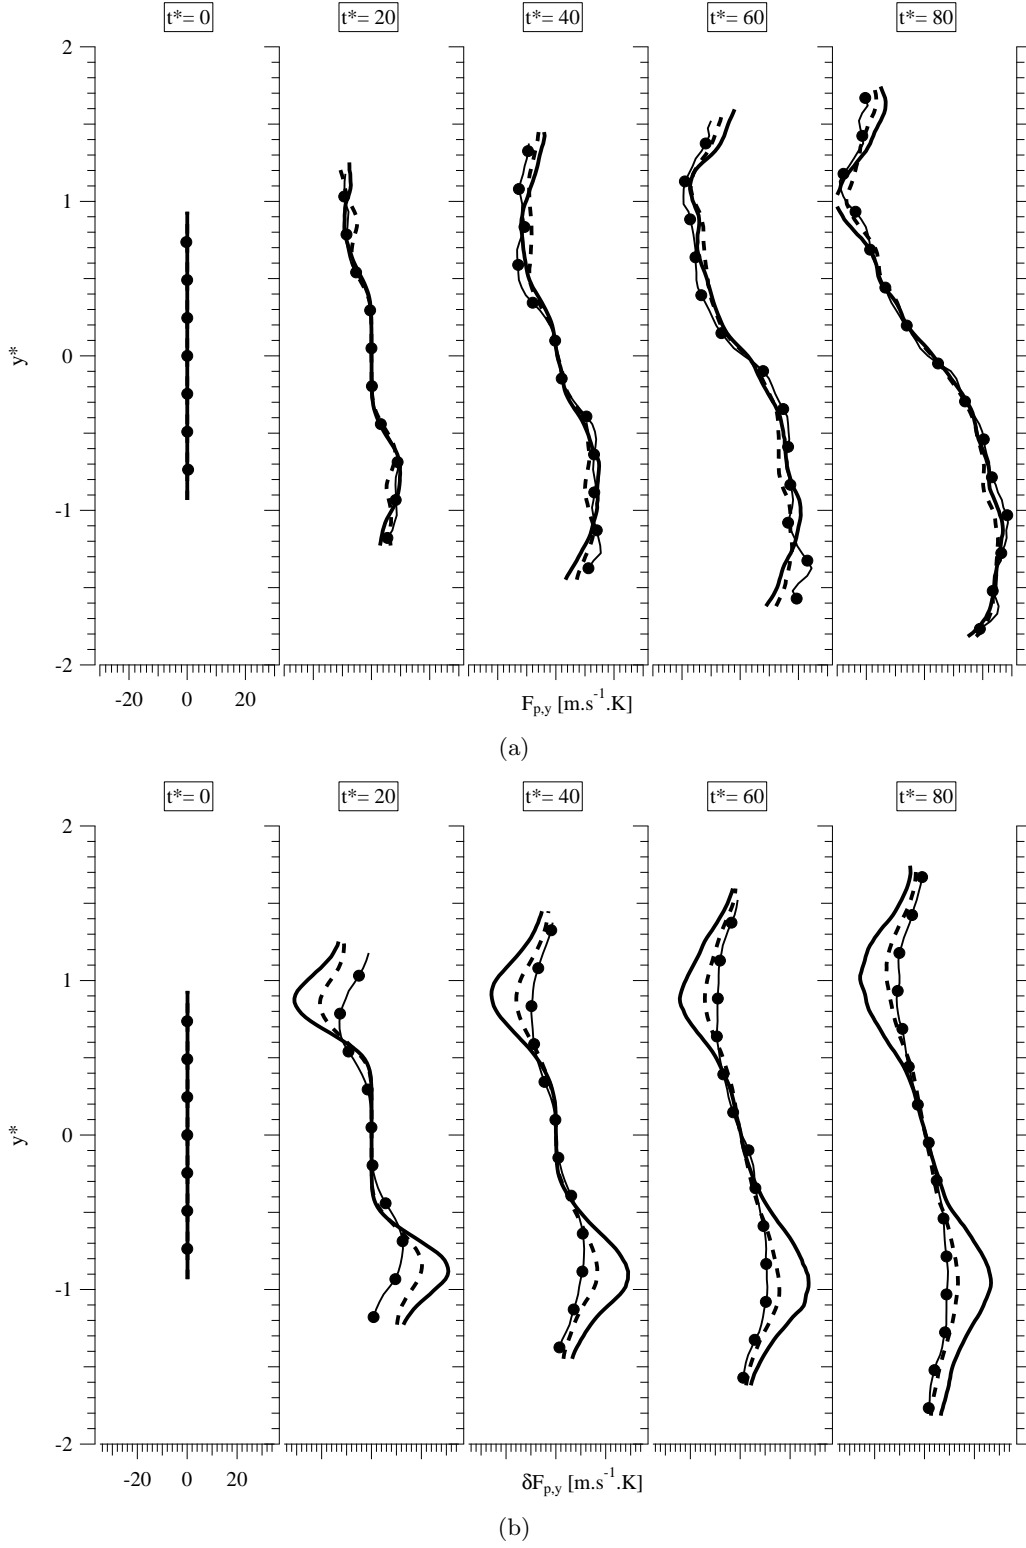 t*= 0 t*= 20 t*= 40 t*= 60 t*= 80
2
1
0
-1
-2
y*
-20 0 20
F_{p,y} [m.s^{-1}.K]
(a)
t*= 0 t*= 20 t*= 40 t*= 60 t*= 80
2
1
0
-1
-2
y*
-20 0 20
δF_{p,y} [m.s^{-1}.K]
(b)